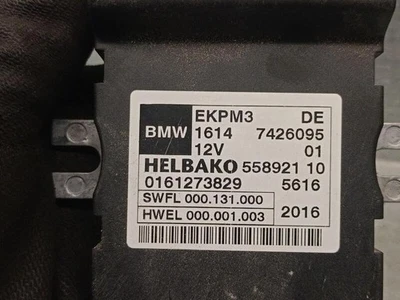 EKPM3 DE
BMW 1614 7426095
12V 01
HELBAKO 558921 10
0161273829 5616
SWFL 000.131.000
HWEL 000.001.003 2016